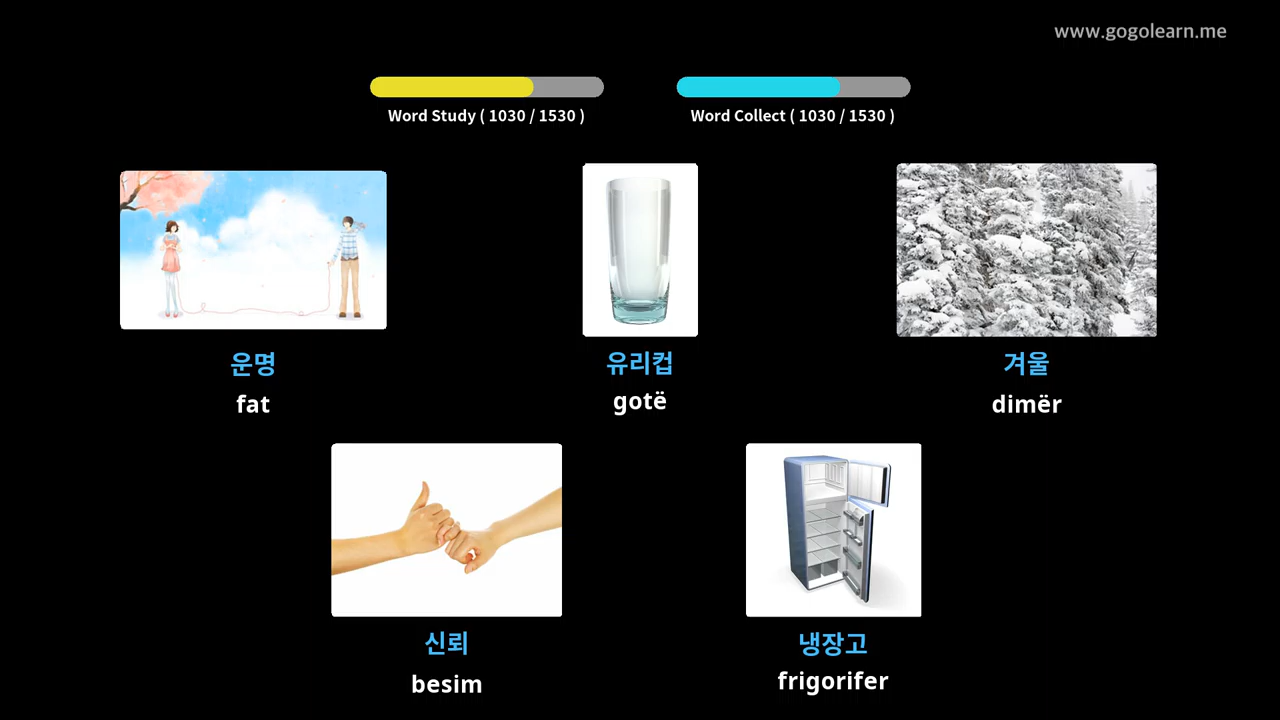 www.gogolearn.me
Word Study ( 1030 / 1530 )
Word Collect ( 1030 / 1530 )
운명
fat
유리컵
gotë
겨울
dimër
신뢰
besim
냉장고
frigorifer